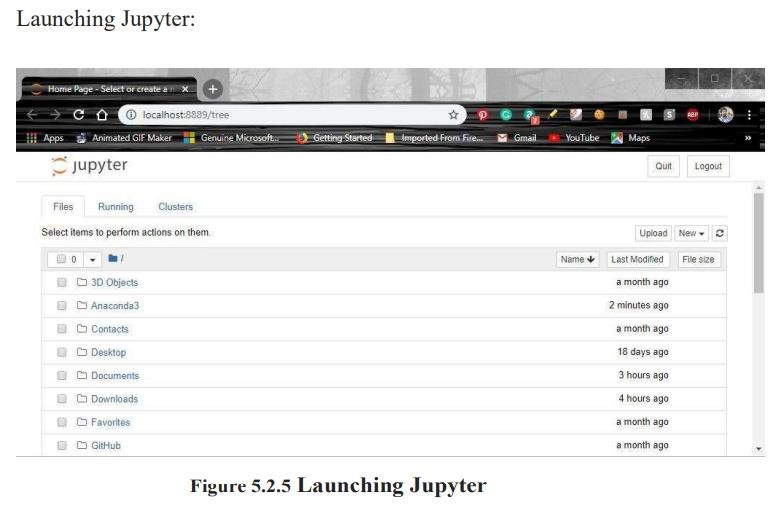 Launching Jupyter:
Home Page - Select or create a n
localhost:8889/tree
Apps Animated GIF Maker Genuine Microsoft... Getting Started Imported From Fire... Gmail YouTube Maps »
jupyter Quit Logout
Files Running Clusters
Select items to perform actions on them. Upload New
0 / Name Last Modified File size
3D Objects a month ago
Anaconda3 2 minutes ago
Contacts a month ago
Desktop 18 days ago
Documents 3 hours ago
Downloads 4 hours ago
Favorites a month ago
GitHub a month ago
Figure 5.2.5 Launching Jupyter